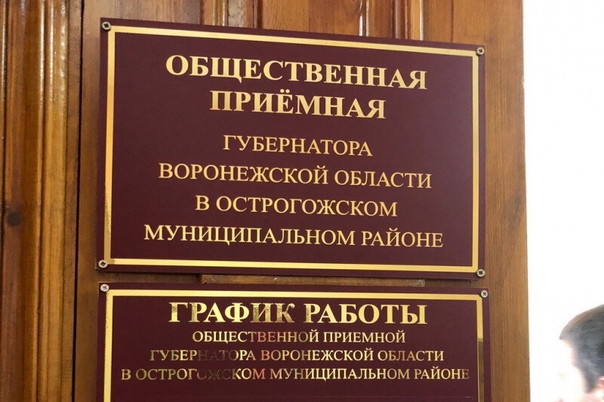 ОБЩЕСТВЕННАЯ
ПРИЁМНАЯ
ГУБЕРНАТОРА
ВОРОНЕЖСКОЙ ОБЛАСТИ
В ОСТРОГОЖСКОМ
МУНИЦИПАЛЬНОМ РАЙОНЕ
ГРАФИК РАБОТЫ
ОБЩЕСТВЕННОЙ ПРИЕМНОЙ
ГУБЕРНАТОРА ВОРОНЕЖСКОЙ ОБЛАСТИ
В ОСТРОГОЖСКОМ МУНИЦИПАЛЬНОМ РАЙОНЕ